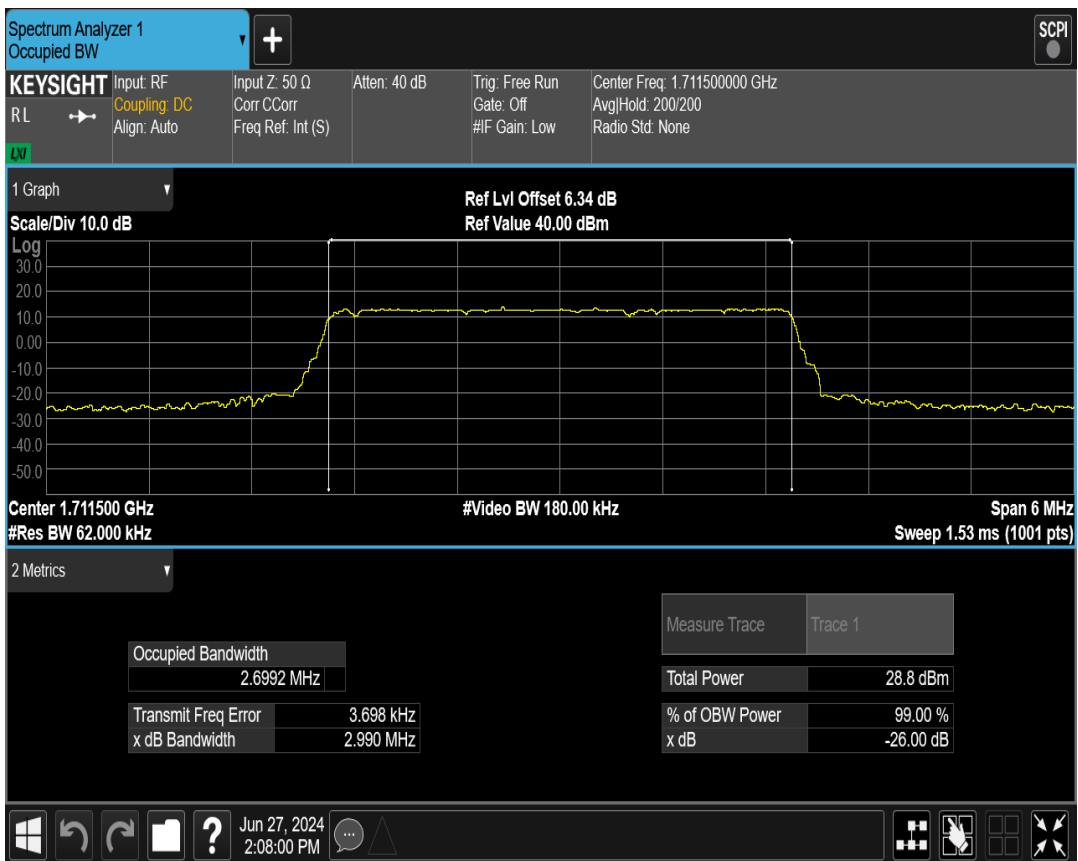 Spectrum Analyzer 1
Occupied BW
+
SCPI
KEYSIGHT
R L
LXI
Input: RF
Coupling: DC
Align: Auto
Input Z: 50 Ω
Corr CCorr
Freq Ref: Int (S)
Atten: 40 dB
Trig: Free Run
Gate: Off
#IF Gain: Low
Center Freq: 1.711500000 GHz
Avg|Hold: 200/200
Radio Std: None
1 Graph
Ref Lvl Offset 6.34 dB
Scale/Div 10.0 dB
Ref Value 40.00 dBm
Log
30.0
20.0
10.0
0.00
-10.0
-20.0
-30.0
-40.0
-50.0
Center 1.711500 GHz
#Video BW 180.00 kHz
Span 6 MHz
#Res BW 62.000 kHz
Sweep 1.53 ms (1001 pts)
2 Metrics
Measure Trace Trace 1
Occupied Bandwidth
2.6992 MHz
Total Power 28.8 dBm
Transmit Freq Error 3.698 kHz
% of OBW Power 99.00 %
x dB Bandwidth 2.990 MHz
x dB -26.00 dB
?
Jun 27, 2024
2:08:00 PM